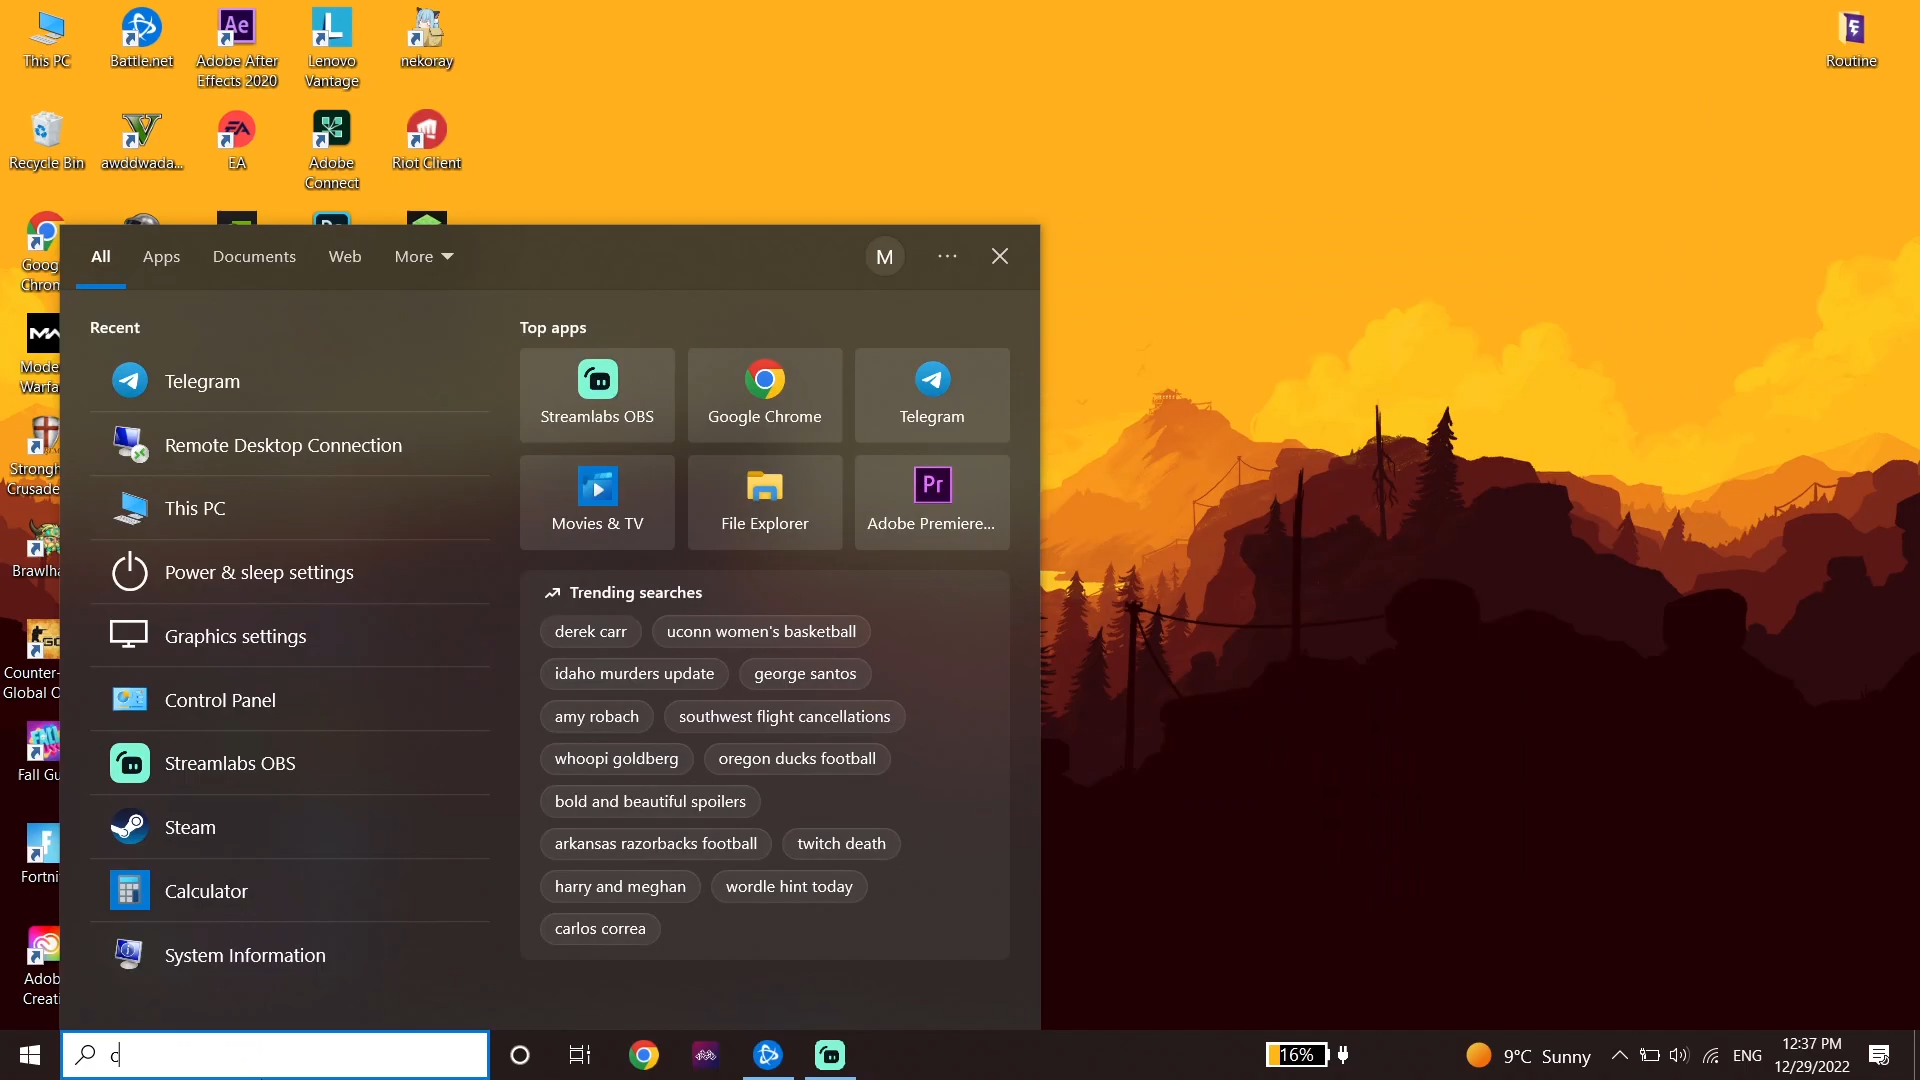 This PC
Battle.net
Adobe After
Effects 2020
Lenovo
Vantage
nekoray
Routine
Recycle Bin
awddwada...
EA
Adobe
Connect
Riot Client
All
Apps
Documents
Web
More
M
Recent
Telegram
Remote Desktop Connection
This PC
Power & sleep settings
Graphics settings
Control Panel
Streamlabs OBS
Steam
Calculator
System Information
Top apps
Streamlabs OBS
Google Chrome
Telegram
Movies & TV
File Explorer
Pr
Adobe Premiere...
Trending searches
derek carr
uconn women's basketball
idaho murders update
george santos
amy robach
southwest flight cancellations
whoopi goldberg
oregon ducks football
bold and beautiful spoilers
arkansas razorbacks football
twitch death
harry and meghan
wordle hint today
carlos correa
c
16%
9°C Sunny
ENG
12:37 PM
12/29/2022